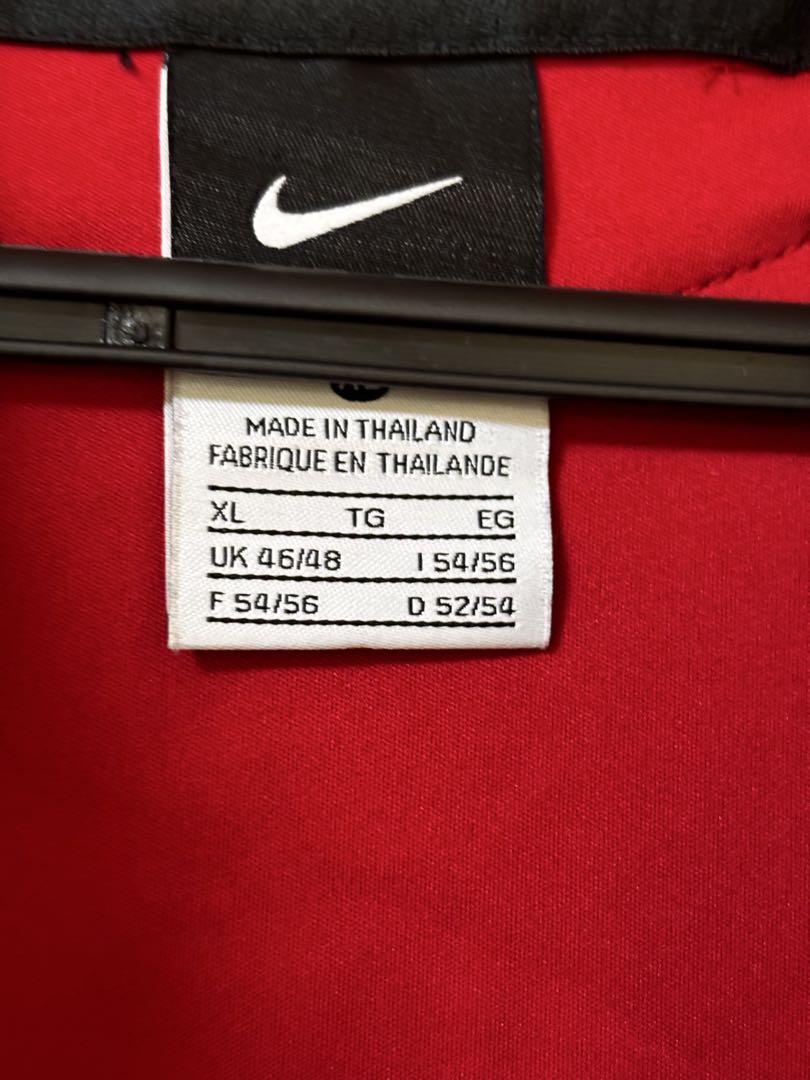 MADE IN THAILAND
FABRIQUE EN THAILANDE
XL TG EG
UK 46/48 I 54/56
F 54/56 D 52/54